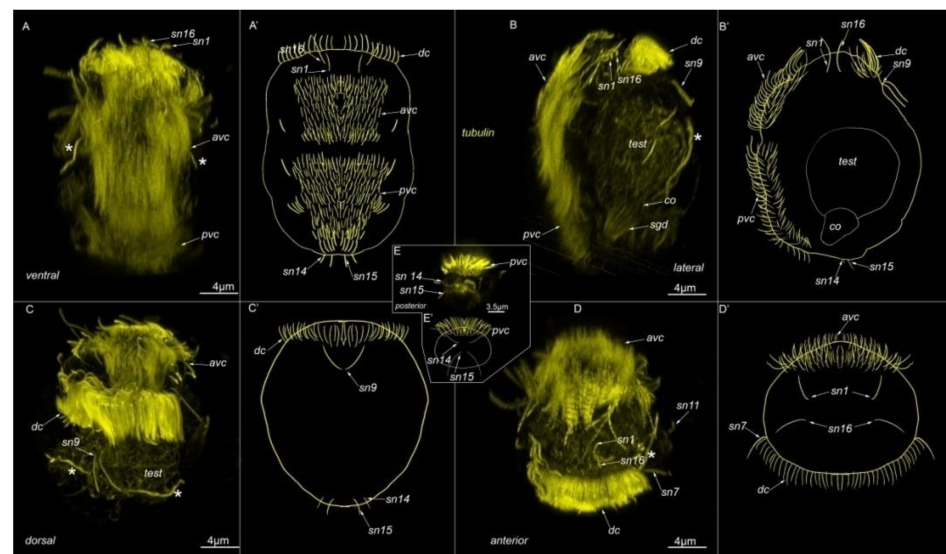 A
sn16
sn1
avc
*
*
pvc
ventral
4μm
A'
sn16
dc
sn1
avc
pvc
sn14
sn15
tubulin
B
avc
dc
sn1
sn16
sn9
*
test
co
sgd
pvc
lateral
4μm
B'
sn1
sn16
avc
dc
sn9
test
co
pvc
sn14
sn15
E
pvc
sn 14
sn15
posterior
3.5μm
E'
pvc
sn14
sn15
C
avc
dc
sn9
*
test
*
dorsal
4μm
C'
dc
sn9
sn14
sn15
D
avc
sn11
sn1
*
sn16
sn7
dc
anterior
4μm
D'
avc
sn1
sn7
sn16
dc